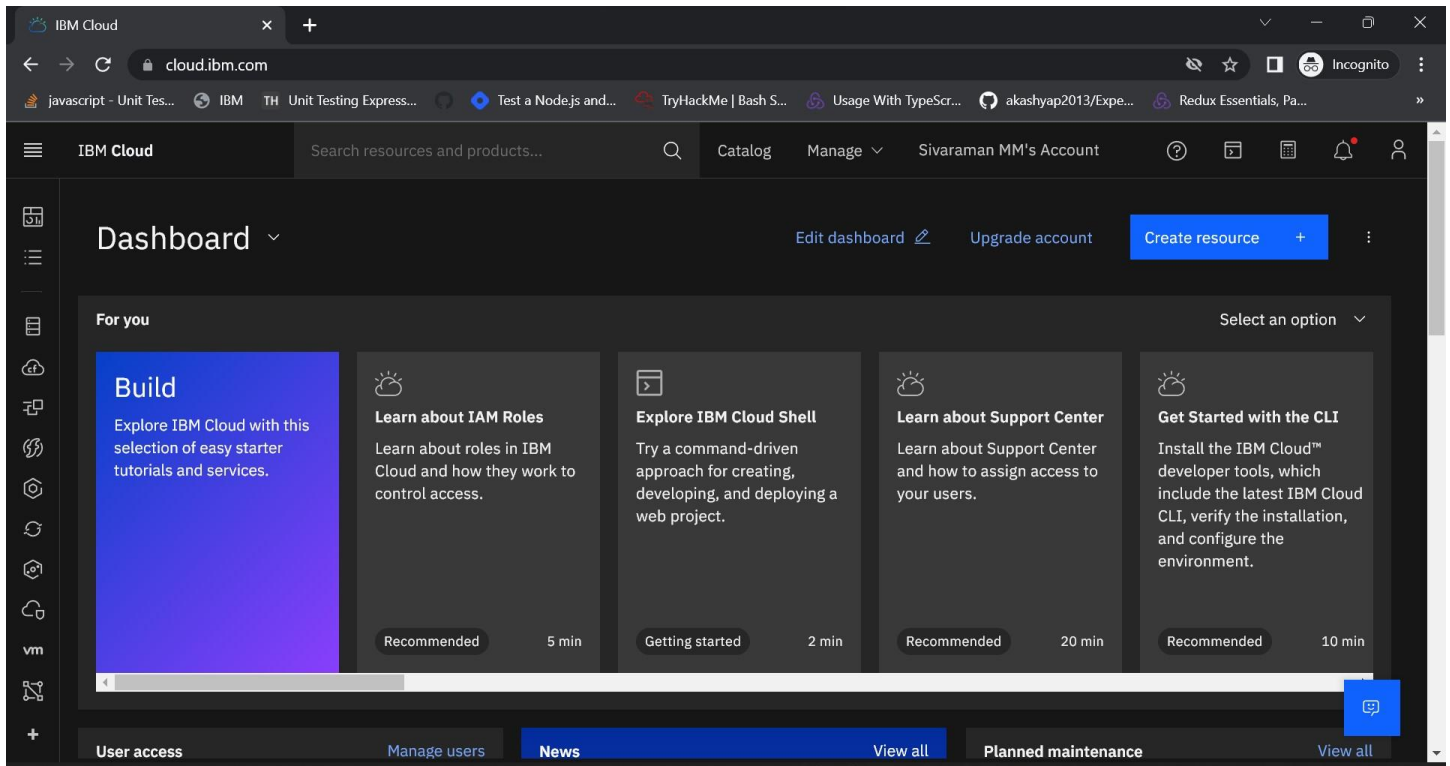 IBM Cloud
cloud.ibm.com
Incognito
javascript - Unit Tes...
IBM
TH Unit Testing Express...
Test a Node.js and...
TryHackMe | Bash S...
Usage With TypeScr...
akashyap2013/Expe...
Redux Essentials, Pa...
»
IBM Cloud
Search resources and products...
Catalog
Manage
Sivaraman MM's Account
Dashboard
Edit dashboard
Upgrade account
Create resource +
For you
Select an option
Build
Explore IBM Cloud with this
selection of easy starter
tutorials and services.
Learn about IAM Roles
Learn about roles in IBM
Cloud and how they work to
control access.
Recommended
5 min
Explore IBM Cloud Shell
Try a command-driven
approach for creating,
developing, and deploying a
web project.
Getting started
2 min
Learn about Support Center
Learn about Support Center
and how to assign access to
your users.
Recommended
20 min
Get Started with the CLI
Install the IBM Cloud™
developer tools, which
include the latest IBM Cloud
CLI, verify the installation,
and configure the
environment.
Recommended
10 min
cf
vm
User access
Manage users
News
View all
Planned maintenance
View all